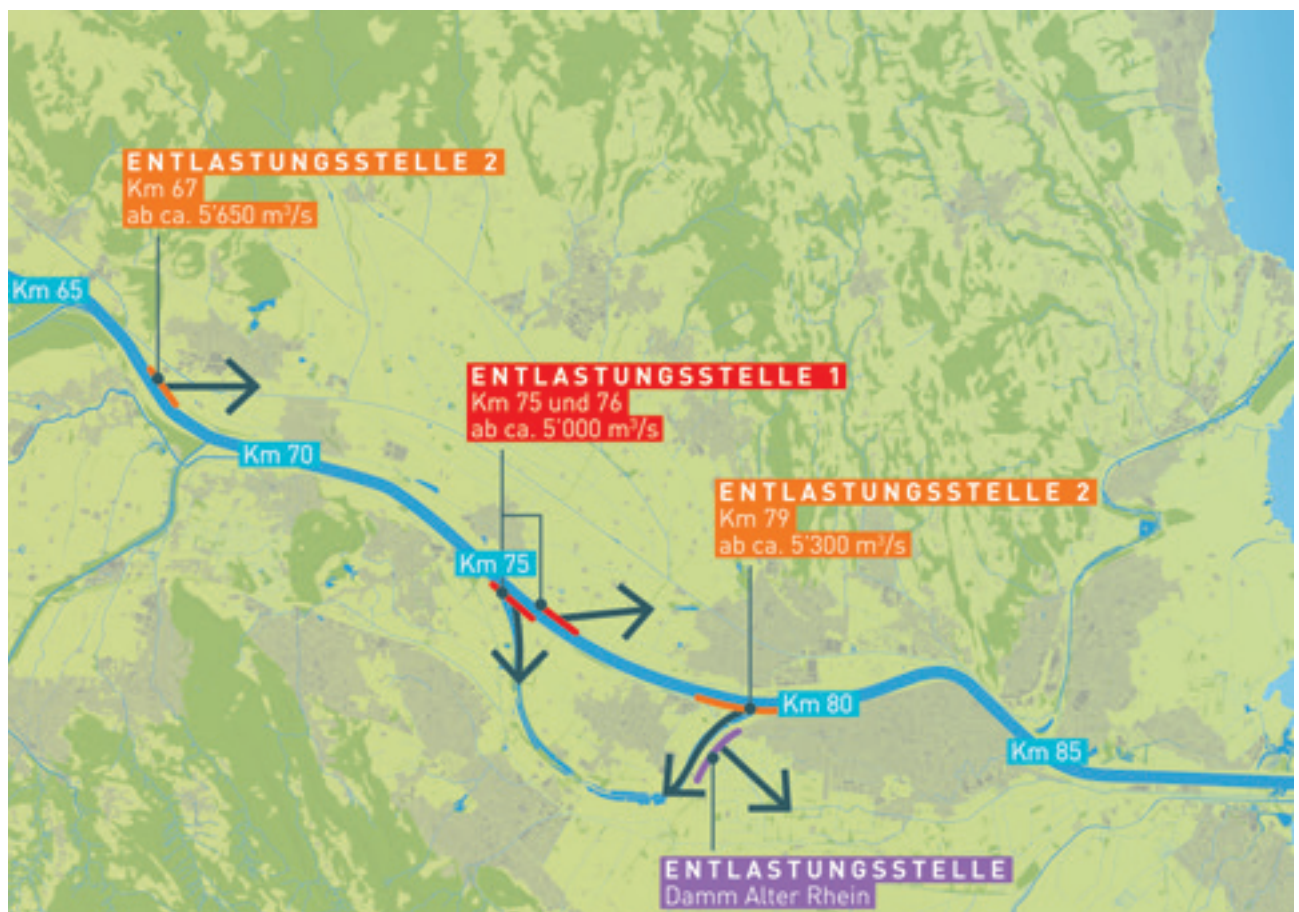 ENTLASTUNGSSTELLE 2
Km 67
ab ca. 5'650 m³/s
Km 65
ENTLASTUNGSSTELLE 1
Km 75 und 76
ab ca. 5'000 m³/s
Km 70
ENTLASTUNGSSTELLE 2
Km 79
ab ca. 5'300 m³/s
Km 75
Km 80
Km 85
ENTLASTUNGSSTELLE
Damm Alter Rhein